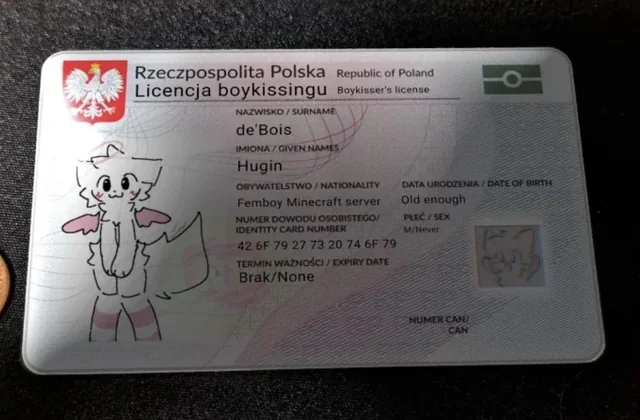 Rzeczpospolita Polska Republic of Poland
Licencja boykissingu Boykisser's license
NAZWISKO / SURNAME
de'Bois
IMIONA / GIVEN NAMES
Hugin
OBYWATELSTWO / NATIONALITY DATA URODZENIA / DATE OF BIRTH
Femboy Minecraft server Old enough
NUMER DOWODU OSOBISTEGO/ PŁEĆ / SEX
IDENTITY CARD NUMBER M/Never
42 6F 79 27 73 20 74 6F 79
TERMIN WAŻNOŚCI / EXPIRY DATE
Brak/None
NUMER CAN/
CAN